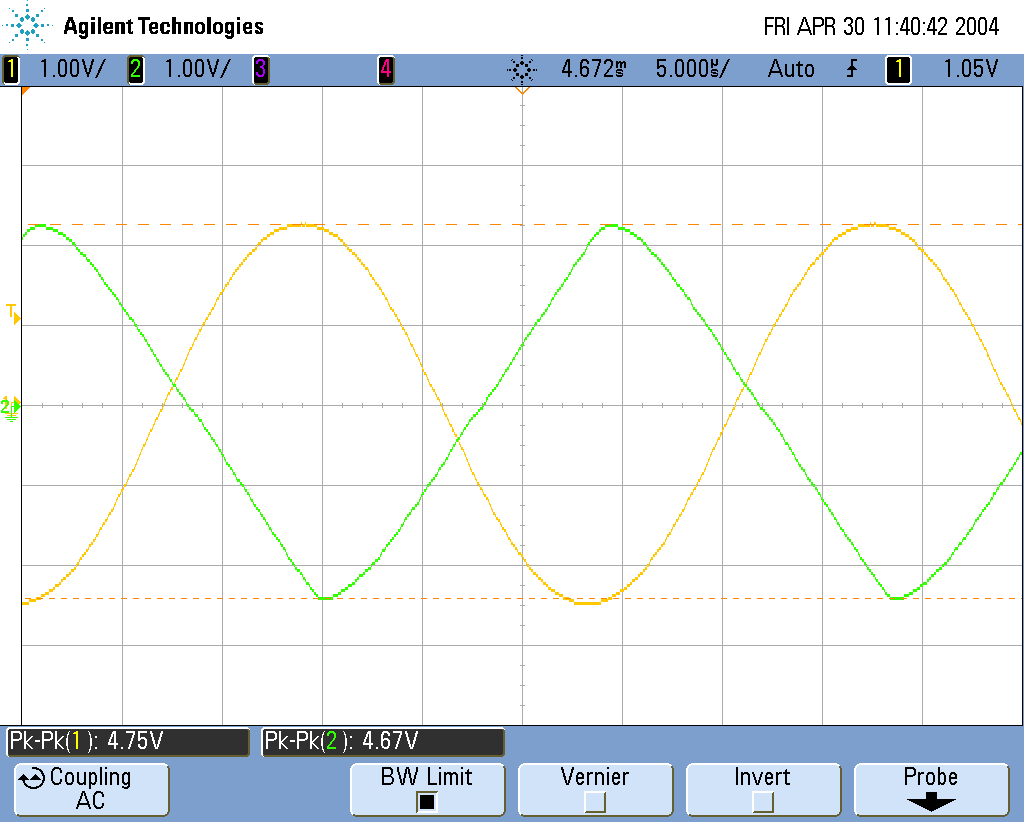 Agilent Technologies FRI APR 30 11:40:42 2004
1 1.00V/ 2 1.00V/ 3 4 4.672ms 5.000µs/ Auto 1 1.05V
T
2
Pk-Pk(1): 4.75V Pk-Pk(2): 4.67V
Coupling BW Limit Vernier Invert Probe
AC